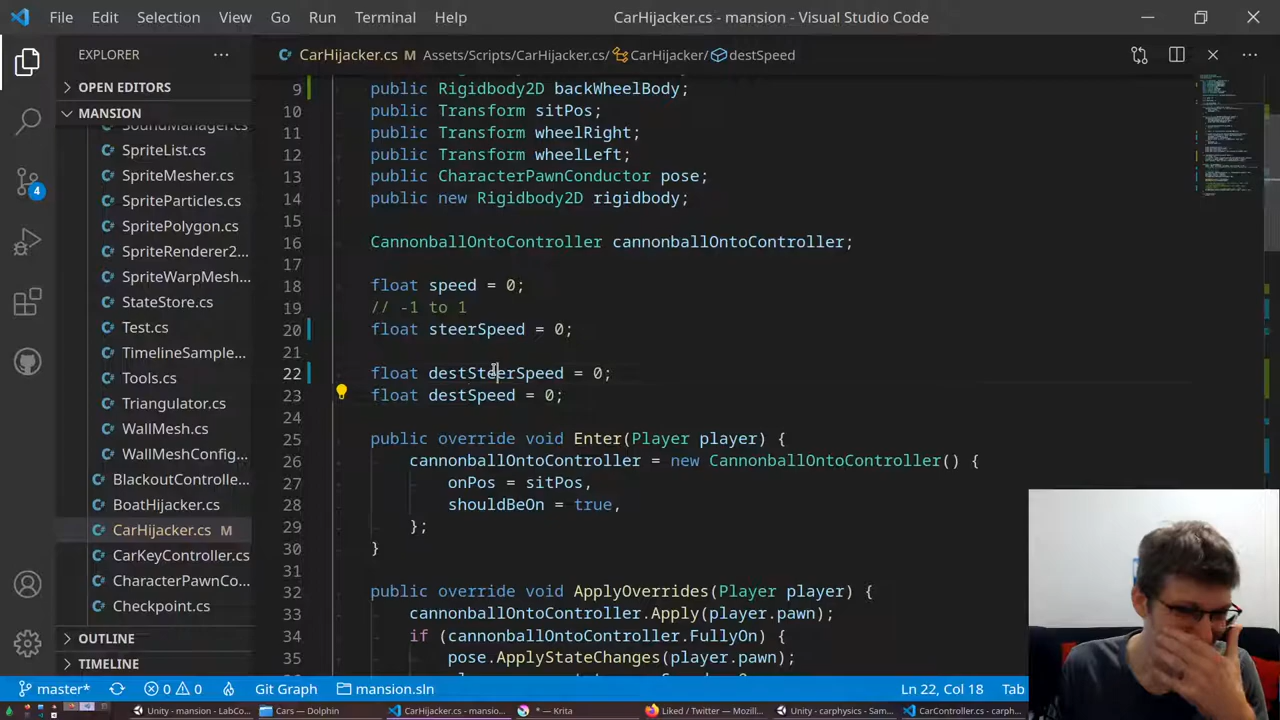 File Edit Selection View Go Run Terminal Help
CarHijacker.cs - mansion - Visual Studio Code
EXPLORER
OPEN EDITORS
MANSION
SoundManager.cs
SpriteList.cs
SpriteMesher.cs
SpriteParticles.cs
SpritePolygon.cs
SpriteRenderer2...
SpriteWarpMesh...
StateStore.cs
Test.cs
TimelineSample...
Tools.cs
Triangulator.cs
WallMesh.cs
WallMeshConfig...
BlackoutControlle...
BoatHijacker.cs
CarHijacker.cs M
CarKeyController.cs
CharacterPawnCo...
Checkpoint.cs
OUTLINE
TIMELINE
4
CarHijacker.cs M Assets/Scripts/CarHijacker.cs/ CarHijacker/ destSpeed
9 public Rigidbody2D backWheelBody;
10 public Transform sitPos;
11 public Transform wheelRight;
12 public Transform wheelLeft;
13 public CharacterPawnConductor pose;
14 public new Rigidbody2D rigidbody;
15
16 CannonballOntoController cannonballOntoController;
17
18 float speed = 0;
19 // -1 to 1
20 float steerSpeed = 0;
21
22 float destSteerSpeed = 0;
23 float destSpeed = 0;
24
25 public override void Enter(Player player) {
26 cannonballOntoController = new CannonballOntoController() {
27 onPos = sitPos,
28 shouldBeOn = true,
29 };
30 }
31
32 public override void ApplyOverrides(Player player) {
33 cannonballOntoController.Apply(player.pawn);
34 if (cannonballOntoController.FullyOn) {
35 pose.ApplyStateChanges(player.pawn);
master* 0 0 Git Graph mansion.sln Ln 22, Col 18 Tab
Unity - mansion - LabCo... Cars — Dolphin CarHijacker.cs - mansio... * — Krita Liked / Twitter — Mozill... Unity - carphysics - Sam... CarController.cs - carph...